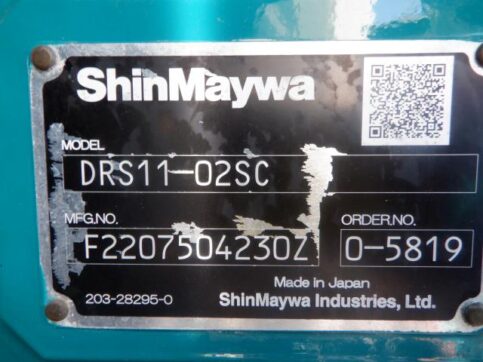 ShinMaywa
MODEL
DRS11-02SC
MFG.NO. ORDER.NO.
F2207504230Z 0-5819
Made in Japan
203-28295-0 ShinMaywa Industries, Ltd.